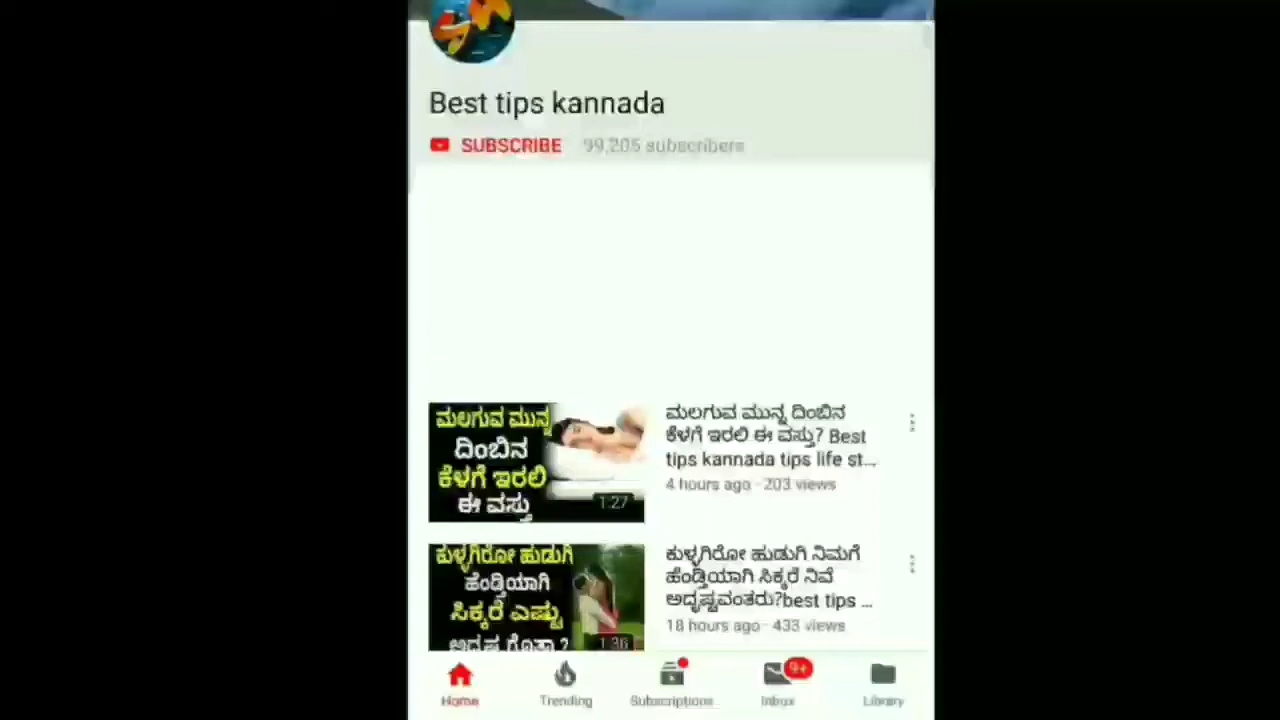 Best tips kannada
SUBSCRIBE 99,205 subscribers
ಮಲಗುವ ಮುನ್ನ
ದಿಂಬಿನ
ಕೆಳಗೆ ಇರಲಿ
ಈ ವಸ್ತು
1:27
ಮಲಗುವ ಮುನ್ನ ದಿಂಬಿನ
ಕೆಳಗೆ ಇರಲಿ ಈ ವಸ್ತು? Best
tips kannada tips life st...
4 hours ago · 203 views
ಕುಳ್ಳಗಿರೋ ಹುಡುಗಿ
ಹೆಂಡ್ತಿಯಾಗಿ
ಸಿಕ್ಕರೆ ಎಷ್ಟು
ಅದೃಷ್ಟ ಗೊತ್ತಾ?
1:36
ಕುಳ್ಳಗಿರೋ ಹುಡುಗಿ ನಿಮಗೆ
ಹೆಂಡ್ತಿಯಾಗಿ ಸಿಕ್ಕರೆ ನಿವೆ
ಅದೃಷ್ಟವಂತರು?best tips ...
18 hours ago · 433 views
9+
Home Trending Subscriptions Inbox Library